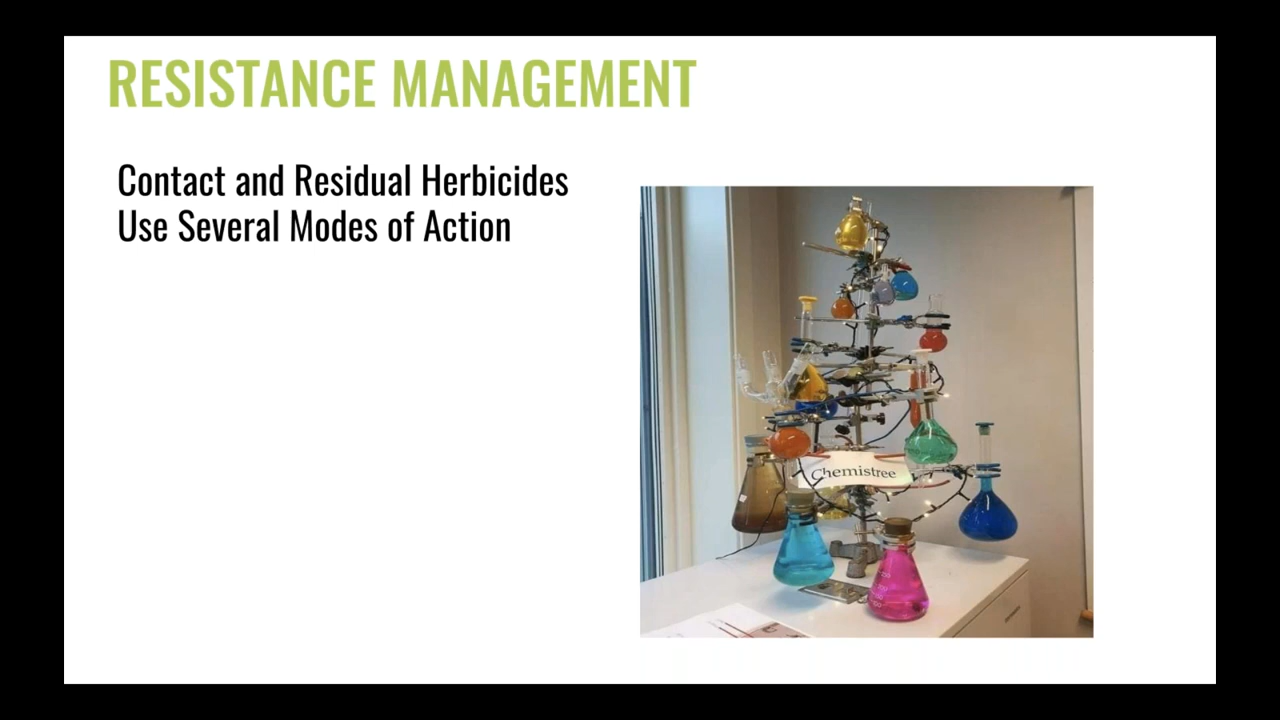 RESISTANCE MANAGEMENT
Contact and Residual Herbicides
Use Several Modes of Action
Chemistree